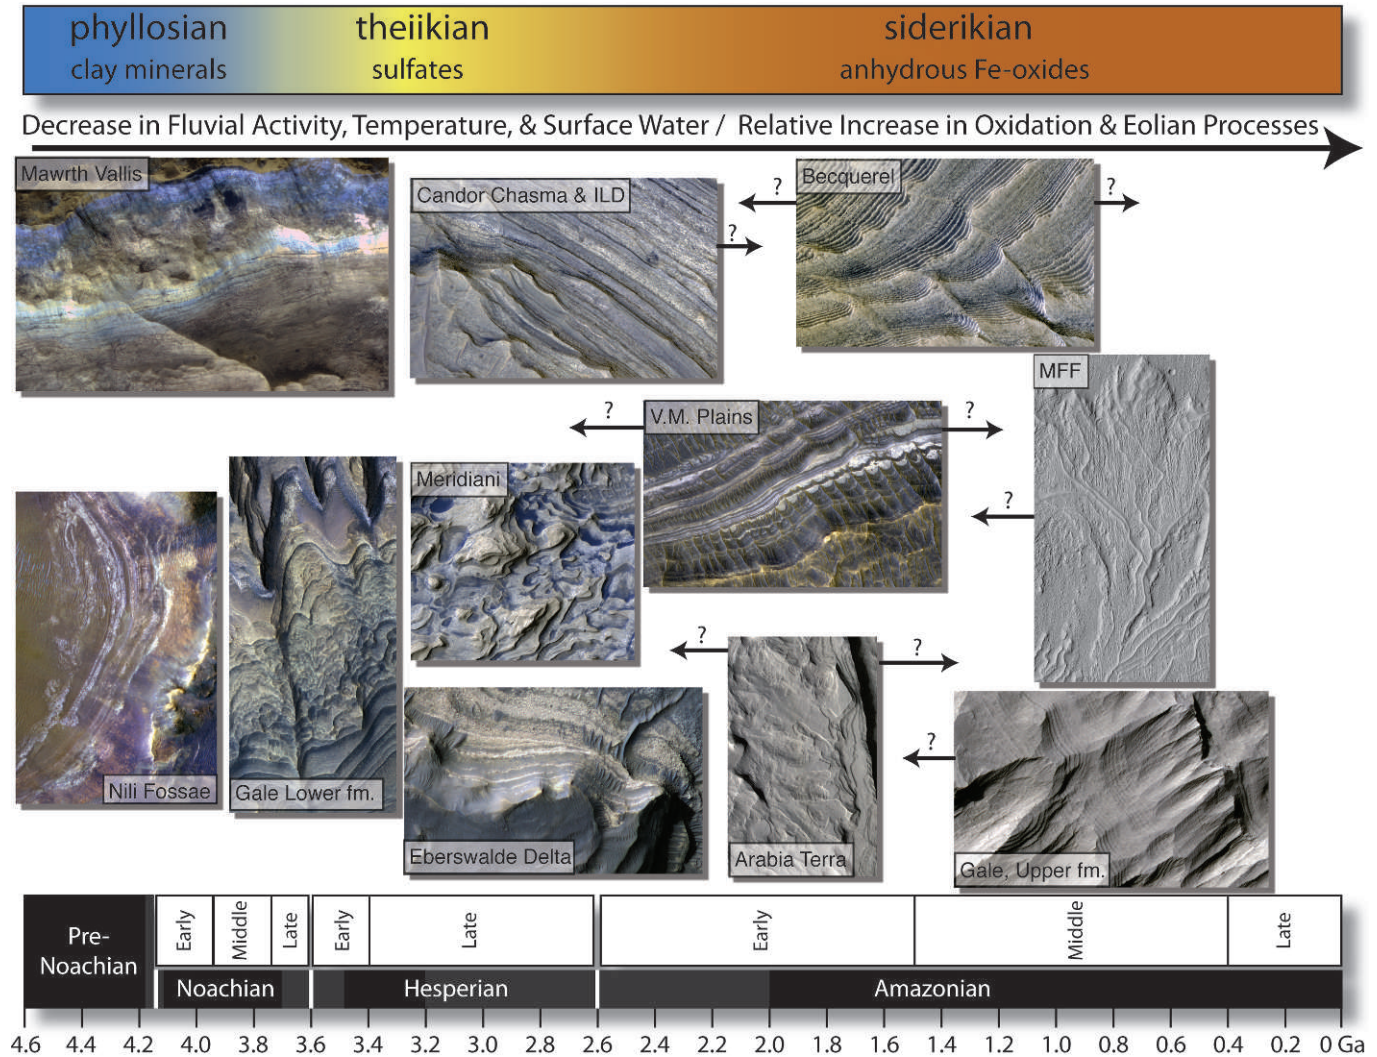 phyllosian theiikian siderikian
clay minerals sulfates anhydrous Fe-oxides
Decrease in Fluvial Activity, Temperature, & Surface Water / Relative Increase in Oxidation & Eolian Processes
Mawrth Vallis
Candor Chasma & ILD
?
?
Becquerel
?
MFF
?
V.M. Plains
?
Meridiani
?
Nili Fossae
Gale Lower fm.
Eberswalde Delta
?
Arabia Terra
?
?
Gale, Upper fm.
Pre-
Noachian
Early Middle Late Early Late Early Middle Late
Noachian Hesperian Amazonian
4.6 4.4 4.2 4.0 3.8 3.6 3.4 3.2 3.0 2.8 2.6 2.4 2.2 2.0 1.8 1.6 1.4 1.2 1.0 0.8 0.6 0.4 0.2 0 Ga